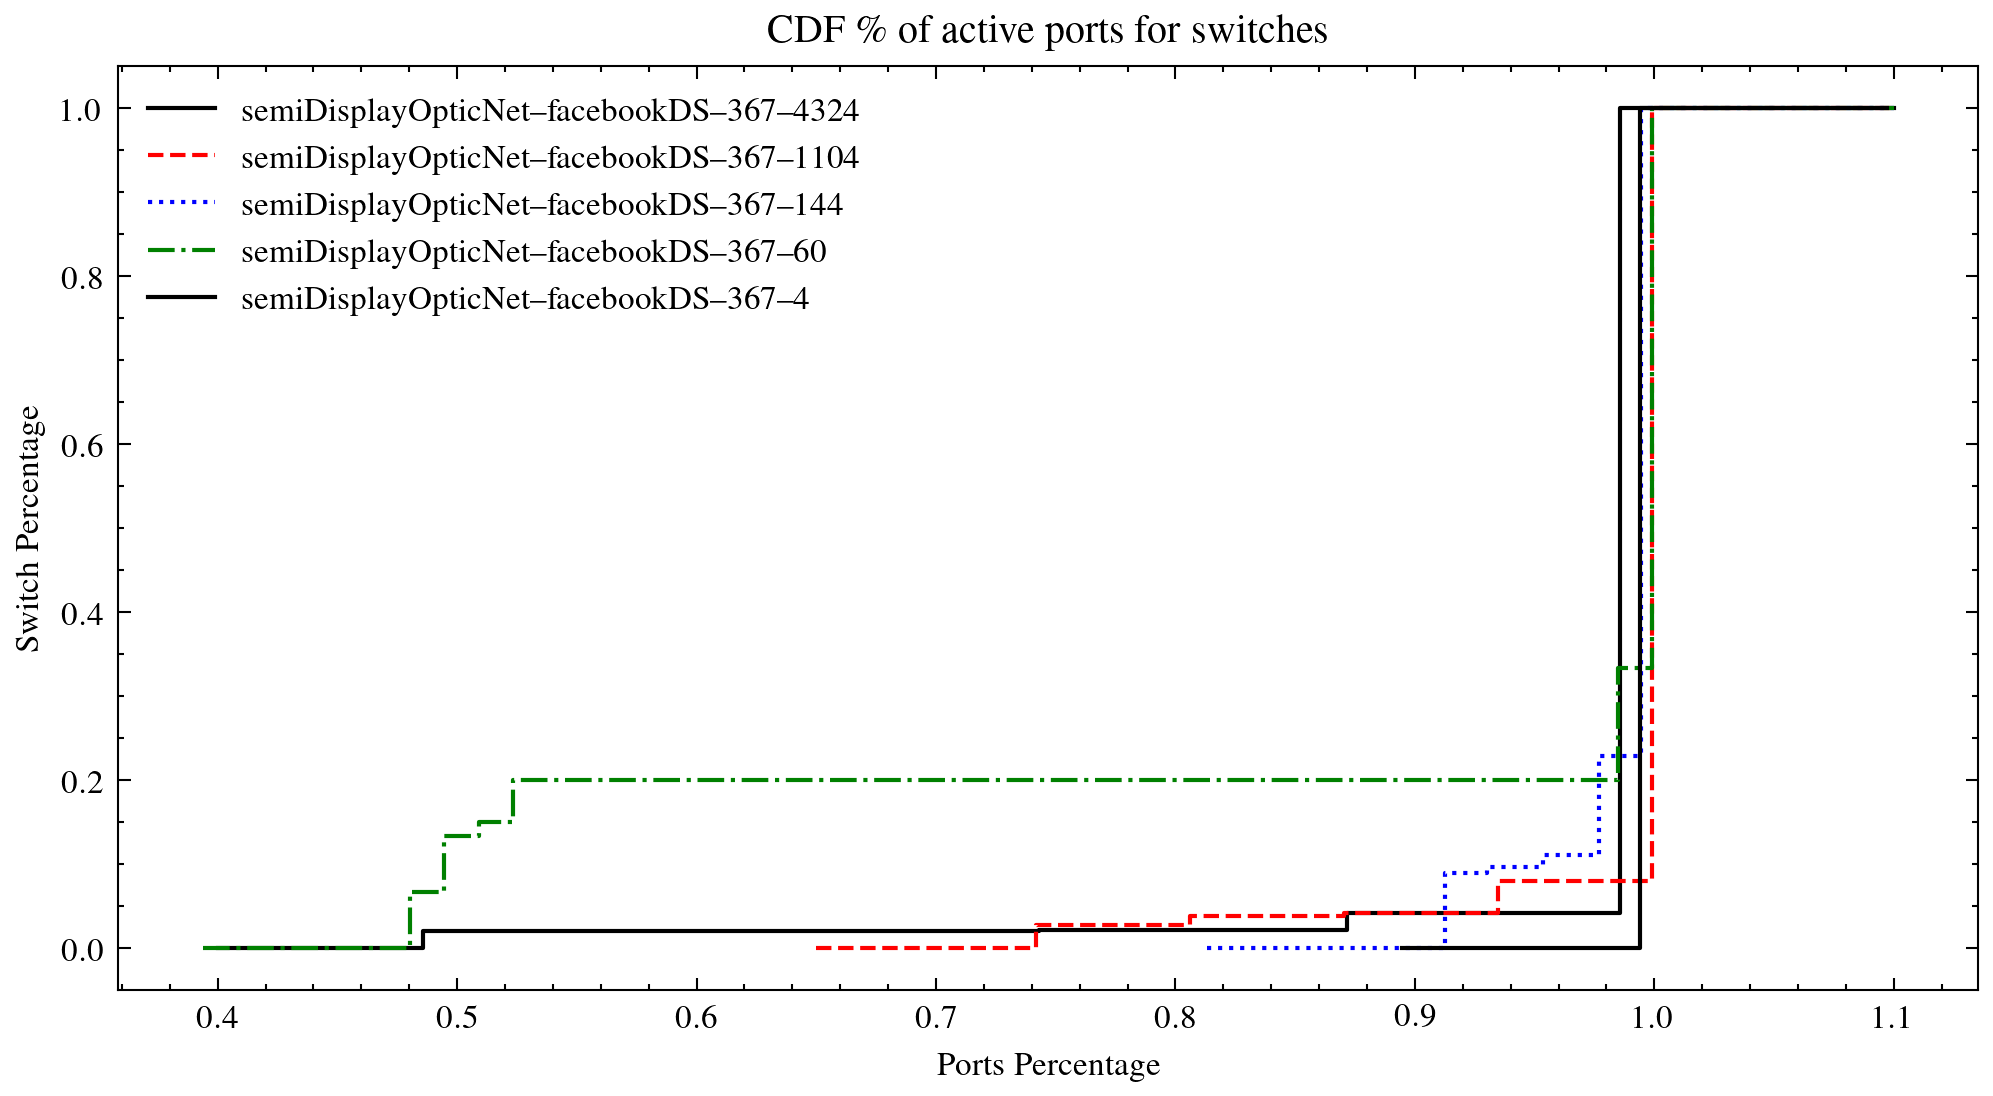 CDF % of active ports for switches
semiDisplayOpticNet–facebookDS–367–4324
semiDisplayOpticNet–facebookDS–367–1104
semiDisplayOpticNet–facebookDS–367–144
semiDisplayOpticNet–facebookDS–367–60
semiDisplayOpticNet–facebookDS–367–4
Switch Percentage
1.0
0.8
0.6
0.4
0.2
0.0
0.4 0.5 0.6 0.7 0.8 0.9 1.0 1.1
Ports Percentage